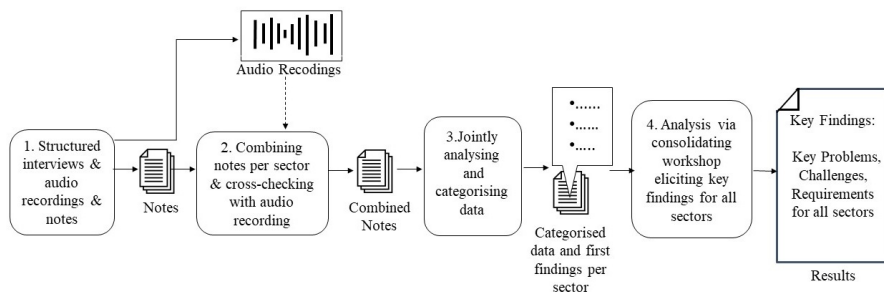 Audio Recodings
1. Structured
interviews &
audio
recordings &
notes
Notes
2. Combining
notes per sector
& cross-checking
with audio
recording
Combined
Notes
3.Jointly
analysing
and
categorising
data
•......
•......
•.....
Categorised
data and first
findings per
sector
4. Analysis via
consolidating
workshop
eliciting key
findings for all
sectors
Key Findings:
Key Problems,
Challenges,
Requirements
for all sectors
Results